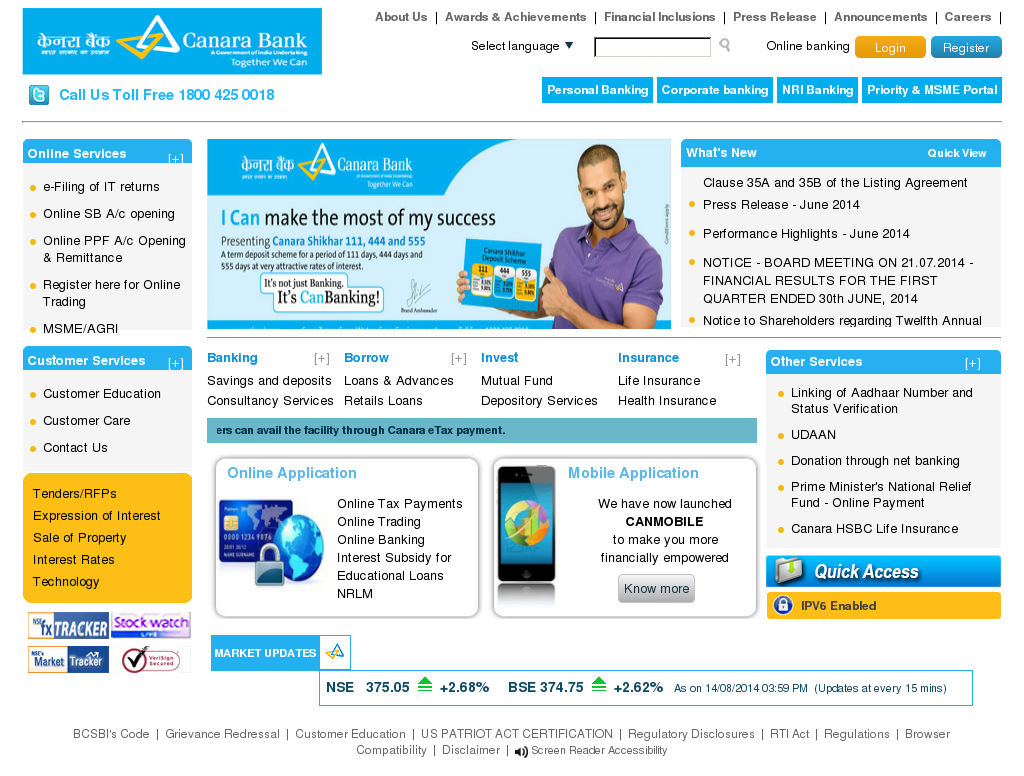 केनरा बैंक Canara Bank
भारत सरकार का उपक्रम A Government of India Undertaking
Together We Can
About Us | Awards & Achievements | Financial Inclusions | Press Release | Announcements | Careers |
Select language Online banking Login Register
Call Us Toll Free 1800 425 0018
Personal Banking Corporate banking NRI Banking Priority & MSME Portal
Online Services [+]
e-Filing of IT returns
Online SB A/c opening
Online PPF A/c Opening
& Remittance
Register here for Online
Trading
MSME/AGRI
केनरा बैंक Canara Bank
Together We Can
I Can make the most of my success
Presenting Canara Shikhar 111, 444 and 555
A term deposit scheme for a period of 111 days, 444 days and
555 days at very attractive rates of interest.
It's not just Banking.
It's CanBanking!
Brand Ambassador
Canara Shikhar
Deposit Scheme
111 444 555
Conditions apply
What's New Quick View
Clause 35A and 35B of the Listing Agreement
Press Release - June 2014
Performance Highlights - June 2014
NOTICE - BOARD MEETING ON 21.07.2014 -
FINANCIAL RESULTS FOR THE FIRST
QUARTER ENDED 30th JUNE, 2014
Notice to Shareholders regarding Twelfth Annual
Customer Services [+]
Customer Education
Customer Care
Contact Us
Banking [+] Borrow [+] Invest Insurance [+]
Savings and deposits Loans & Advances Mutual Fund Life Insurance
Consultancy Services Retails Loans Depository Services Health Insurance
ers can avail the facility through Canara eTax payment.
Other Services [+]
Linking of Aadhaar Number and
Status Verification
UDAAN
Donation through net banking
Prime Minister's National Relief
Fund - Online Payment
Canara HSBC Life Insurance
Tenders/RFPs
Expression of Interest
Sale of Property
Interest Rates
Technology
Online Application
Online Tax Payments
Online Trading
Online Banking
Interest Subsidy for
Educational Loans
NRLM
0000 1234 9876
Mobile Application
We have now launched
CANMOBILE
to make you more
financially empowered
Know more
Quick Access
IPV6 Enabled
NSE fxTRACKER Stock watch LIVE
NSE's Market Tracker VeriSign Secured
MARKET UPDATES
NSE 375.05 +2.68% BSE 374.75 +2.62% As on 14/08/2014 03:59 PM (Updates at every 15 mins)
BCSBI's Code | Grievance Redressal | Customer Education | US PATRIOT ACT CERTIFICATION | Regulatory Disclosures | RTI Act | Regulations | Browser
Compatibility | Disclaimer | Screen Reader Accessibility